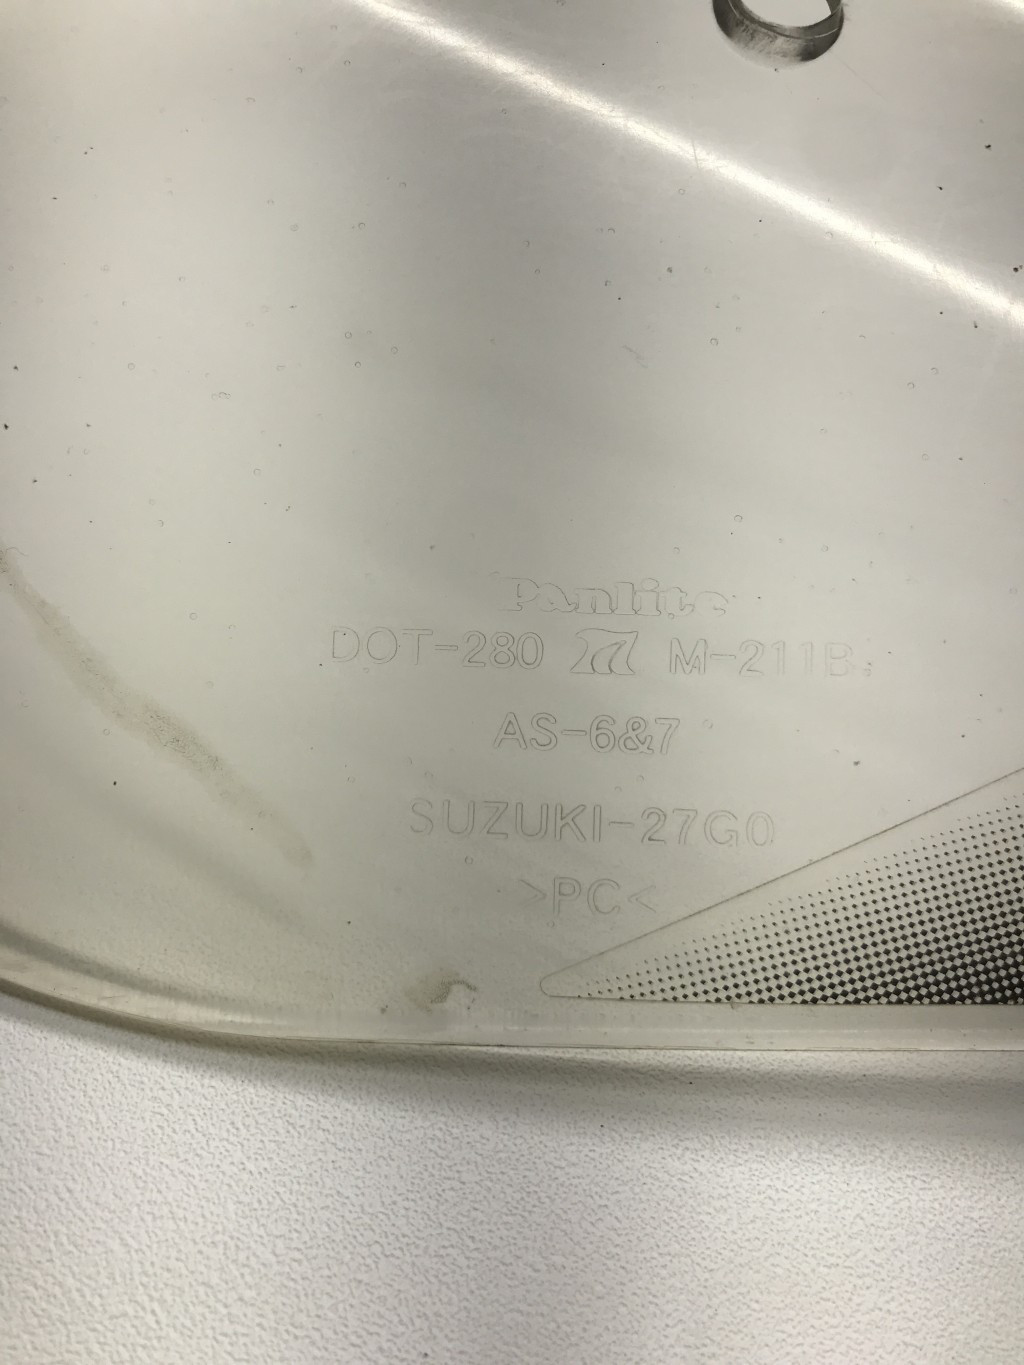 Panlite
DOT-280 M-211B
AS-6&7
SUZUKI-27G0
>PC<